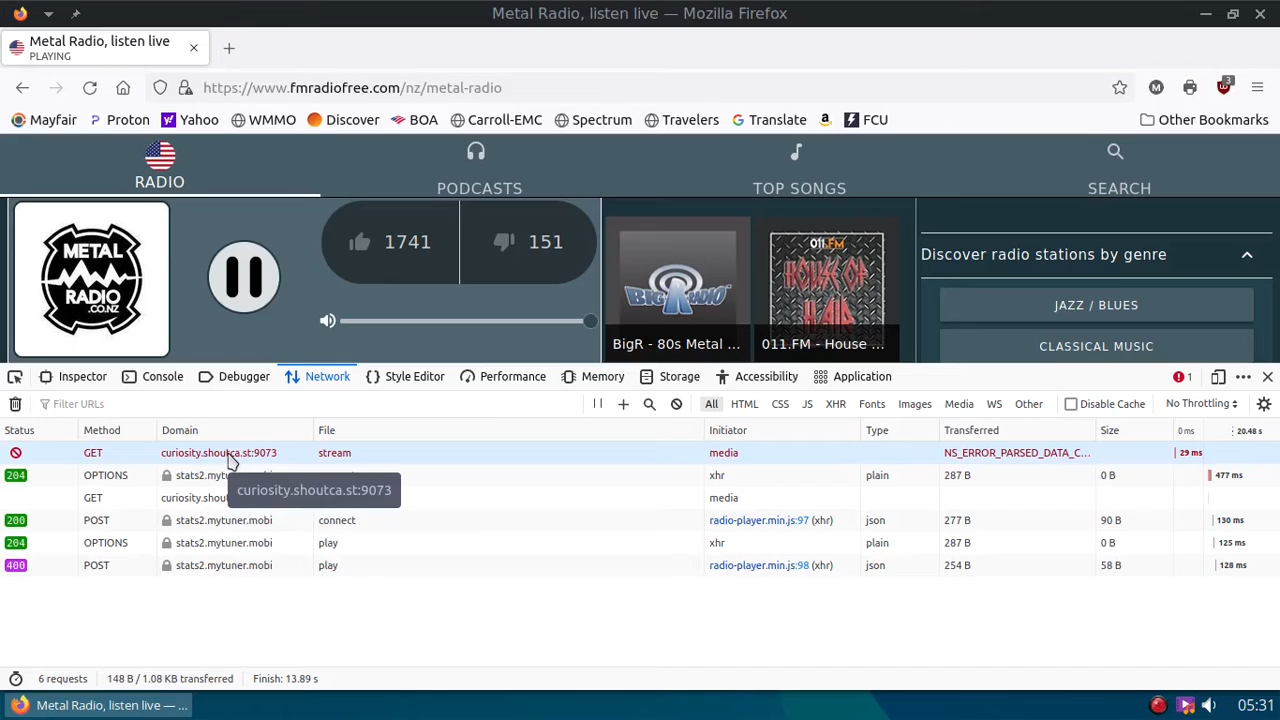 Metal Radio, listen live — Mozilla Firefox
Metal Radio, listen live
PLAYING
https://www.fmradiofree.com/nz/metal-radio
M
3
Mayfair Proton Yahoo WMMO Discover BOA Carroll-EMC Spectrum Travelers Translate FCU Other Bookmarks
RADIO PODCASTS TOP SONGS SEARCH
METAL
RADIO
.CO.NZ
1741 151
BIG R RADIO
BigR - 80s Metal ...
011.FM
HOUSE OF
HAIR
011.FM - House ...
Discover radio stations by genre
JAZZ / BLUES
CLASSICAL MUSIC
Inspector Console Debugger Network Style Editor Performance Memory Storage Accessibility Application 1
Filter URLs All HTML CSS JS XHR Fonts Images Media WS Other Disable Cache No Throttling
Status Method Domain File Initiator Type Transferred Size 0 ms 20.48 s
GET curiosity.shoutca.st:9073 stream media NS_ERROR_PARSED_DATA_C... 29 ms
204 OPTIONS xhr plain 287 B 0 B 477 ms
curiosity.shoutca.st:9073
GET media
200 POST stats2.mytuner.mobi connect radio-player.min.js:97 (xhr) json 277 B 90 B 130 ms
204 OPTIONS stats2.mytuner.mobi play xhr plain 287 B 0 B 125 ms
400 POST stats2.mytuner.mobi play radio-player.min.js:98 (xhr) json 254 B 58 B 128 ms
6 requests 148 B / 1.08 KB transferred Finish: 13.89 s
Metal Radio, listen live — ... 05:31